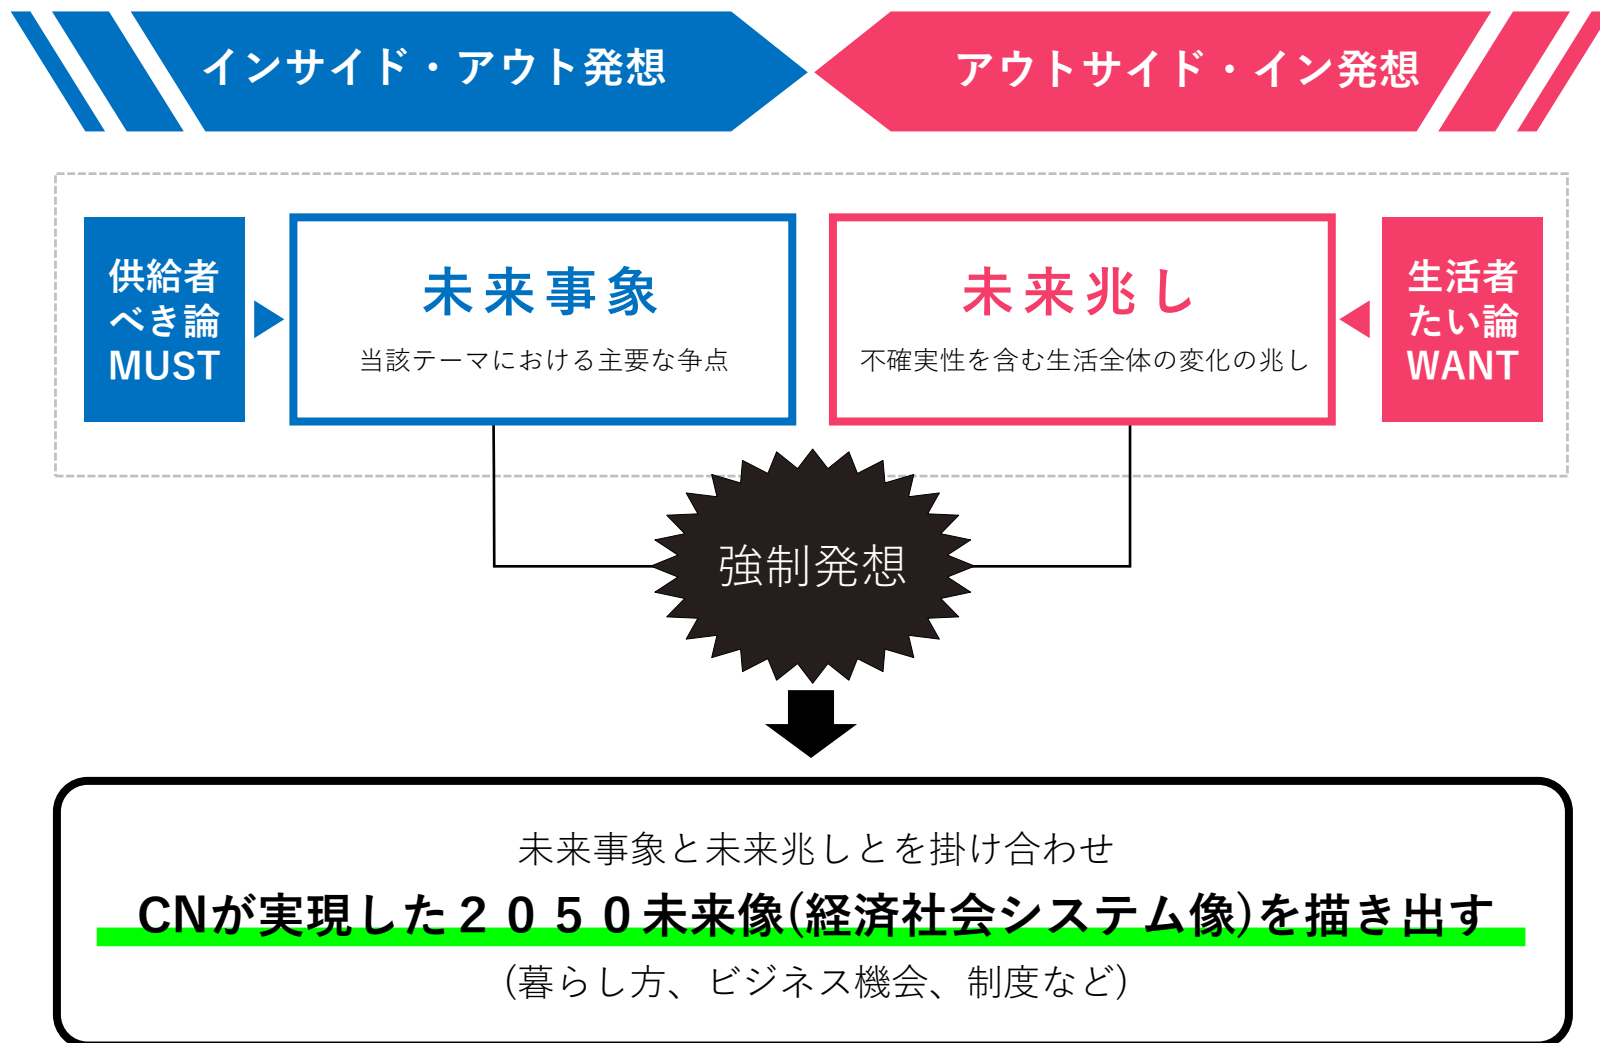 インサイド・アウト発想
アウトサイド・イン発想
供給者
べき論
MUST
未来事象
当該テーマにおける主要な争点
未来兆し
不確実性を含む生活全体の変化の兆し
生活者
たい論
WANT
強制発想
未来事象と未来兆しとを掛け合わせ
CNが実現した２０５０未来像(経済社会システム像)を描き出す
(暮らし方、ビジネス機会、制度など)